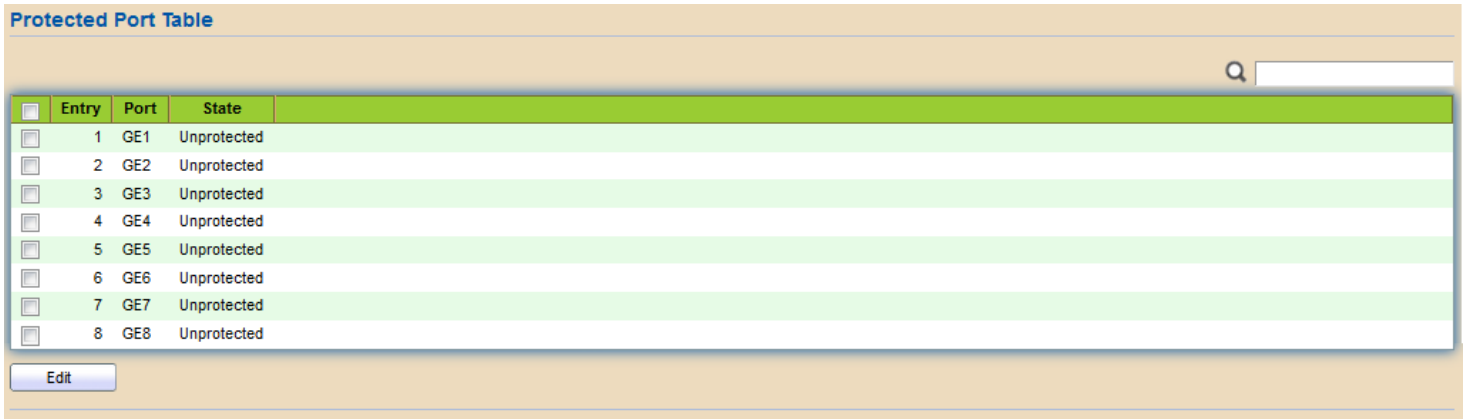 Protected Port Table
Entry Port State
1 GE1 Unprotected
2 GE2 Unprotected
3 GE3 Unprotected
4 GE4 Unprotected
5 GE5 Unprotected
6 GE6 Unprotected
7 GE7 Unprotected
8 GE8 Unprotected
Edit